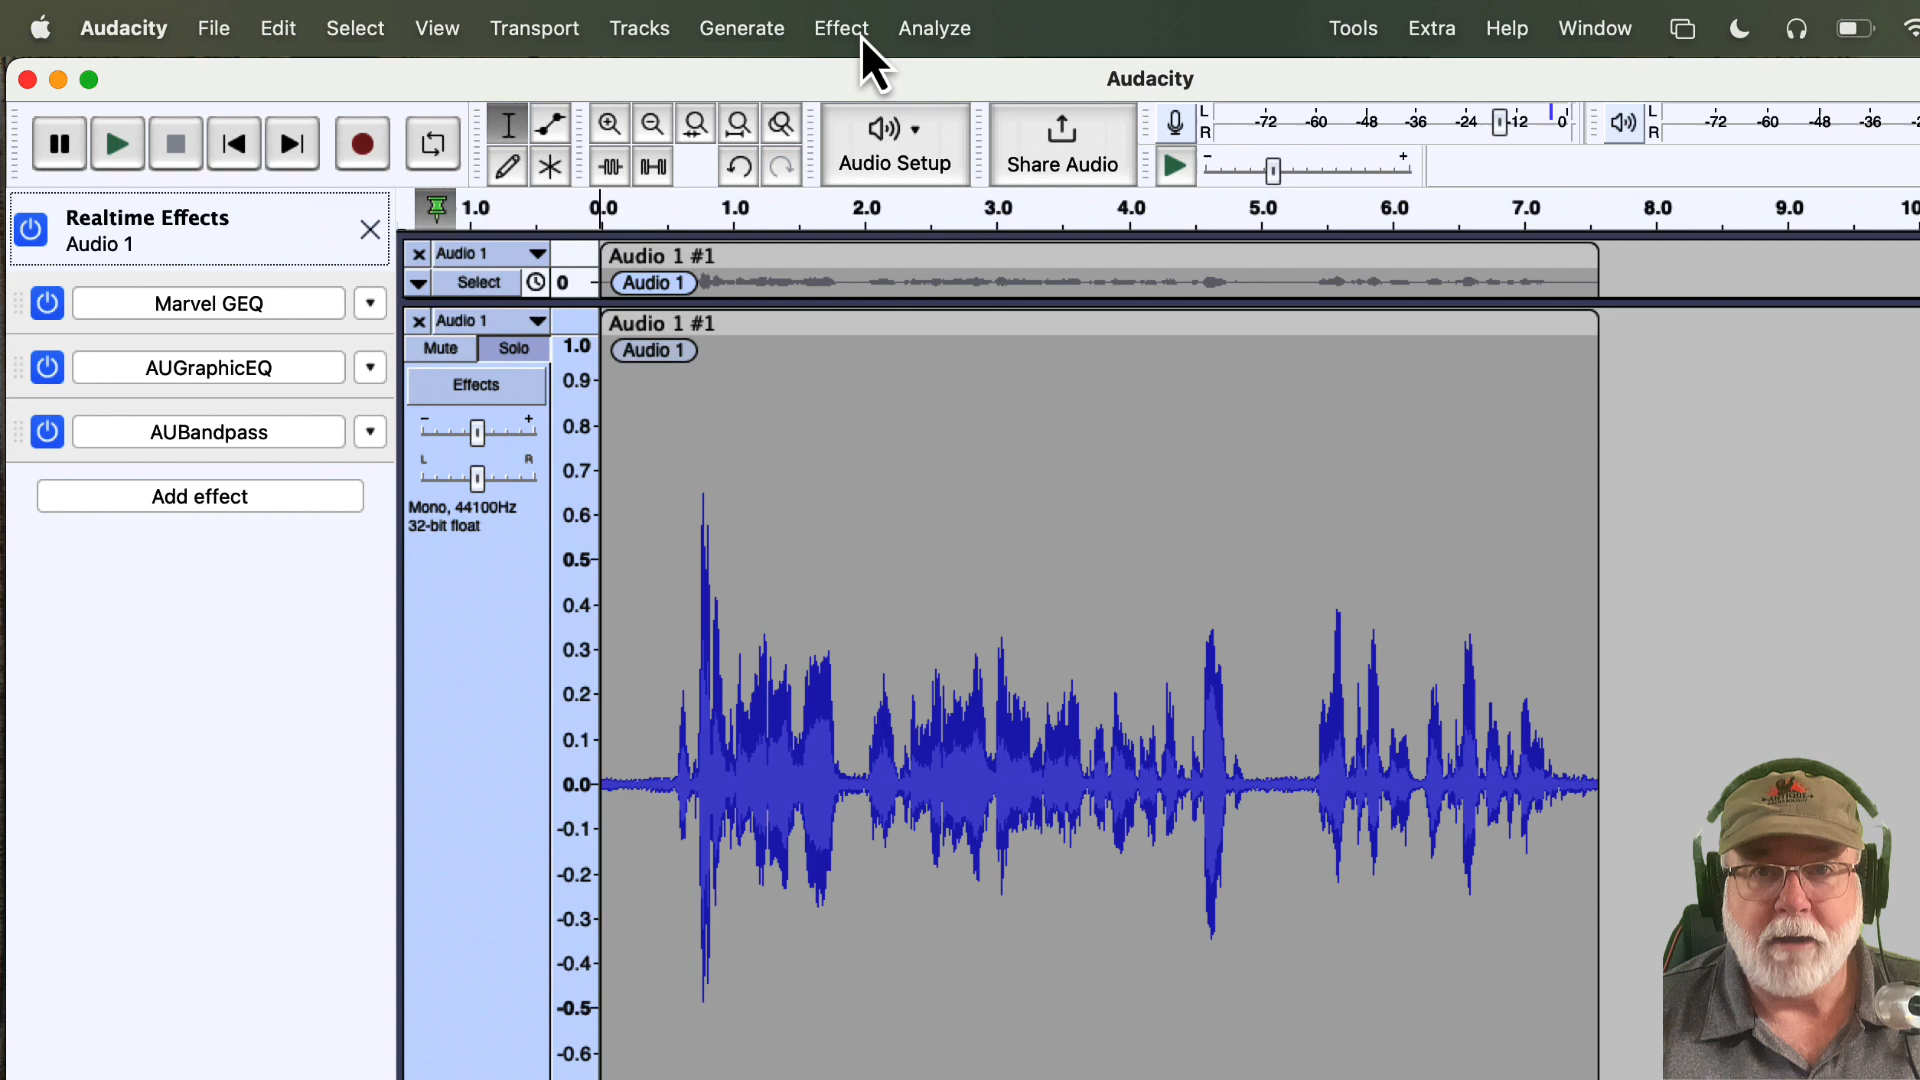 Audacity File Edit Select View Transport Tracks Generate Effect Analyze Tools Extra Help Window
Audacity
Audio Setup
Share Audio
L
R
-72 -60 -48 -36 -24 -12 0
L
R
-72 -60 -48 -36
- +
Realtime Effects
Audio 1
Marvel GEQ
AUGraphicEQ
AUBandpass
Add effect
1.0 0.0 1.0 2.0 3.0 4.0 5.0 6.0 7.0 8.0 9.0 10
Audio 1
Select
0
Audio 1 #1
Audio 1
Audio 1
Mute Solo
Effects
- +
L R
Mono, 44100Hz
32-bit float
Audio 1 #1
Audio 1
1.0
0.9
0.8
0.7
0.6
0.5
0.4
0.3
0.2
0.1
0.0
-0.1
-0.2
-0.3
-0.4
-0.5
-0.6
ANTIQUE